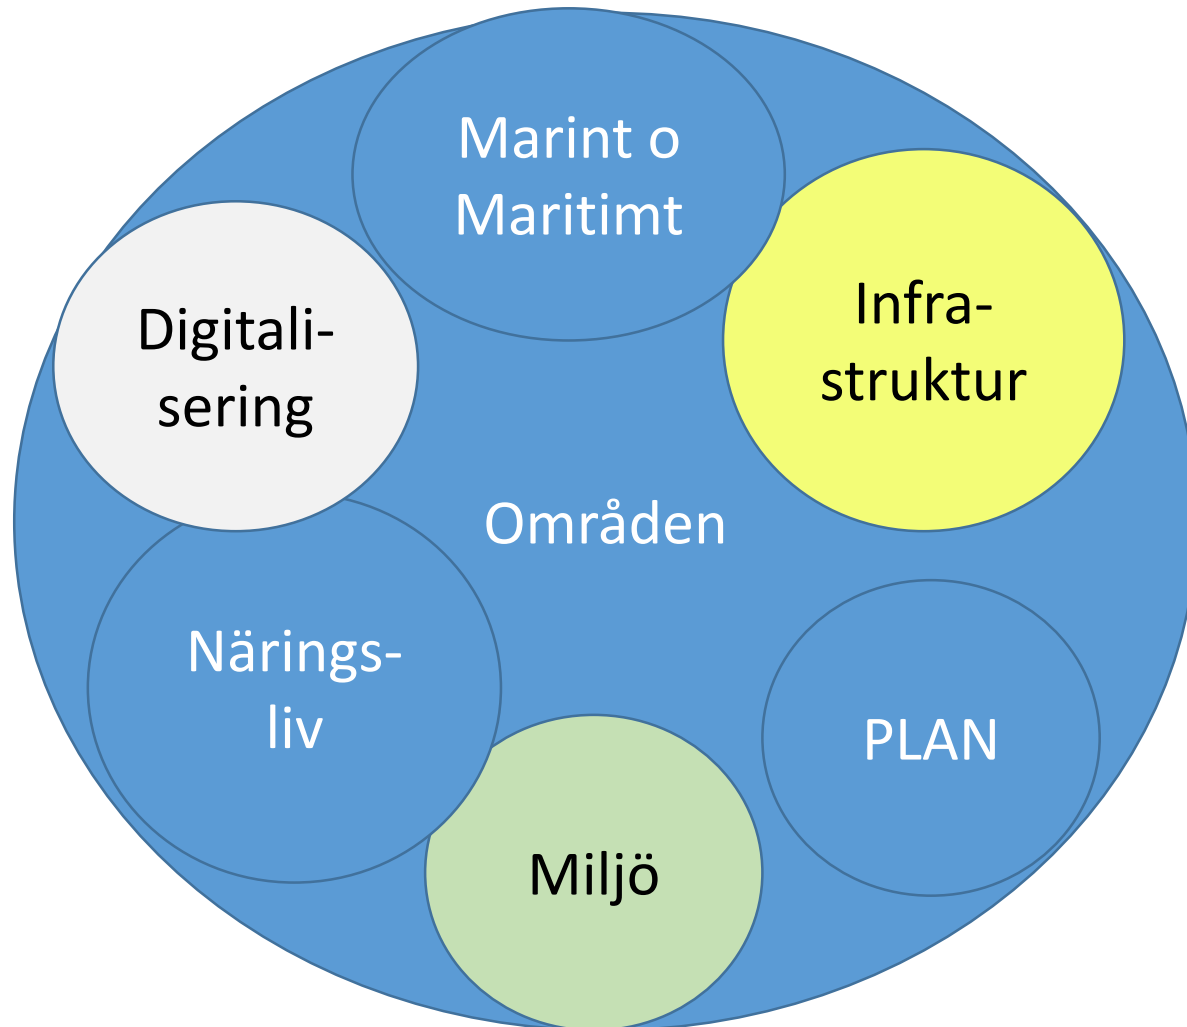 Marint o
Maritimt
Infra-
struktur
Digitali-
sering
Områden
Närings-
liv
PLAN
Miljö